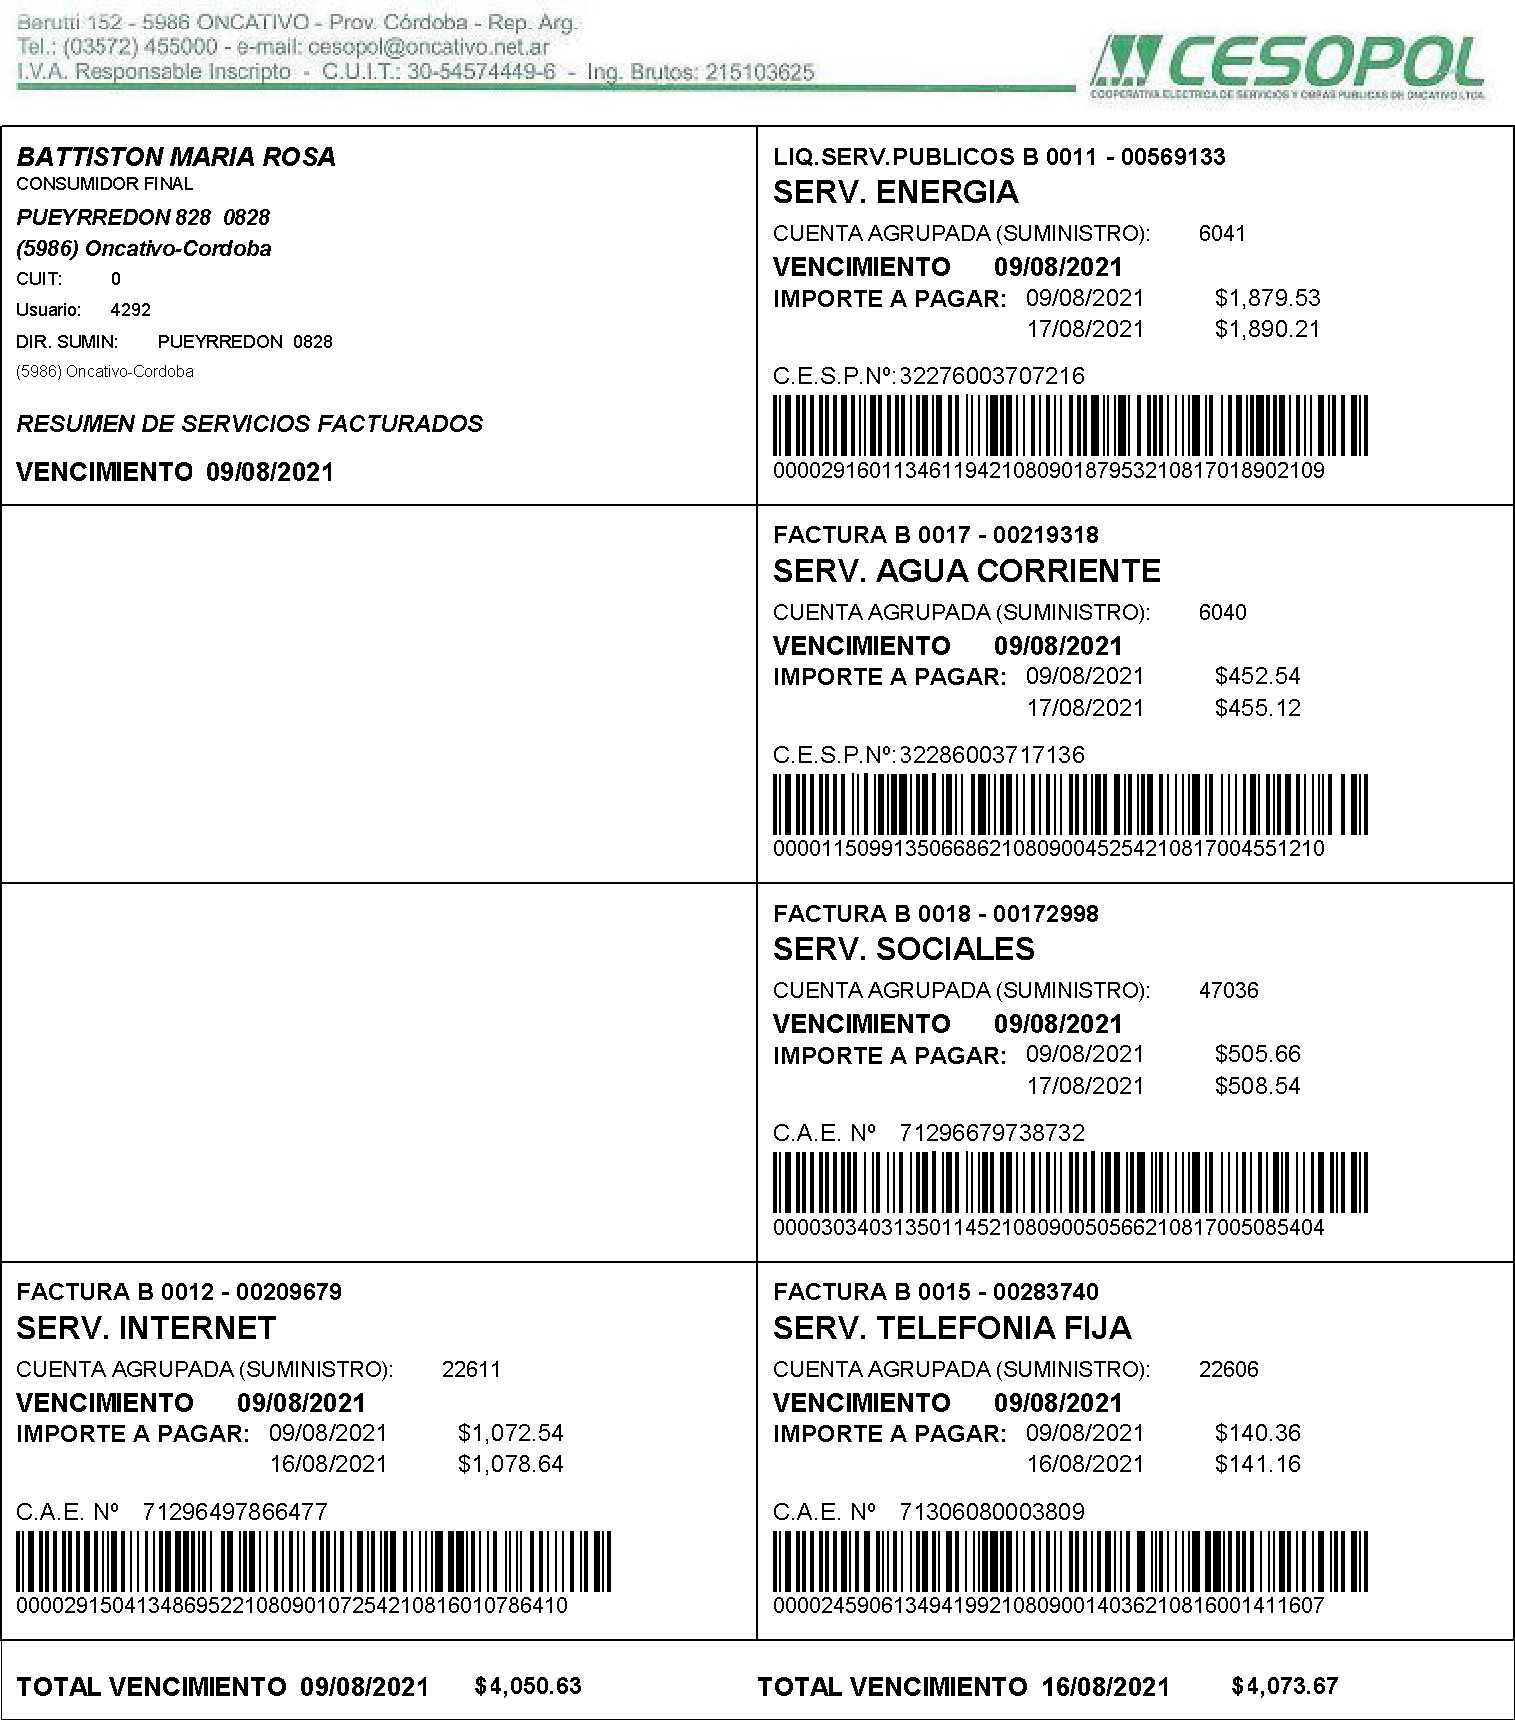 Berutti 152 - 5986 ONCATIVO - Prov. Córdoba - Rep. Arg.
Tel.: (03572) 455000 - e-mail: cesopol@oncativo.net.ar
I.V.A. Responsable Inscripto - C.U.I.T.: 30-54574449-6 - Ing. Brutos: 215103625
CESOPOL
COOPERATIVA ELECTRICA DE SERVICIOS Y OBRAS PUBLICAS DE ONCATIVO LTDA.
BATTISTON MARIA ROSA
CONSUMIDOR FINAL
PUEYRREDON 828 0828
(5986) Oncativo-Cordoba
CUIT: 0
Usuario: 4292
DIR. SUMIN: PUEYRREDON 0828
(5986) Oncativo-Cordoba
RESUMEN DE SERVICIOS FACTURADOS
VENCIMIENTO 09/08/2021
LIQ.SERV.PUBLICOS B 0011 - 00569133
SERV. ENERGIA
CUENTA AGRUPADA (SUMINISTRO): 6041
VENCIMIENTO 09/08/2021
IMPORTE A PAGAR: 09/08/2021 $1,879.53
17/08/2021 $1,890.21
C.E.S.P.Nº: 32276003707216
0000291601134611942108090187953210817018902109
FACTURA B 0017 - 00219318
SERV. AGUA CORRIENTE
CUENTA AGRUPADA (SUMINISTRO): 6040
VENCIMIENTO 09/08/2021
IMPORTE A PAGAR: 09/08/2021 $452.54
17/08/2021 $455.12
C.E.S.P.Nº: 32286003717136
0000115099135066862108090045254210817004551210
FACTURA B 0018 - 00172998
SERV. SOCIALES
CUENTA AGRUPADA (SUMINISTRO): 47036
VENCIMIENTO 09/08/2021
IMPORTE A PAGAR: 09/08/2021 $505.66
17/08/2021 $508.54
C.A.E. Nº 71296679738732
0000303403135011452108090050566210817005085404
FACTURA B 0012 - 00209679
SERV. INTERNET
CUENTA AGRUPADA (SUMINISTRO): 22611
VENCIMIENTO 09/08/2021
IMPORTE A PAGAR: 09/08/2021 $1,072.54
16/08/2021 $1,078.64
C.A.E. Nº 71296497866477
0000291504134869522108090107254210816010786410
FACTURA B 0015 - 00283740
SERV. TELEFONIA FIJA
CUENTA AGRUPADA (SUMINISTRO): 22606
VENCIMIENTO 09/08/2021
IMPORTE A PAGAR: 09/08/2021 $140.36
16/08/2021 $141.16
C.A.E. Nº 71306080003809
0000245906134941992108090014036210816001411607
TOTAL VENCIMIENTO 09/08/2021 $4,050.63
TOTAL VENCIMIENTO 16/08/2021 $4,073.67